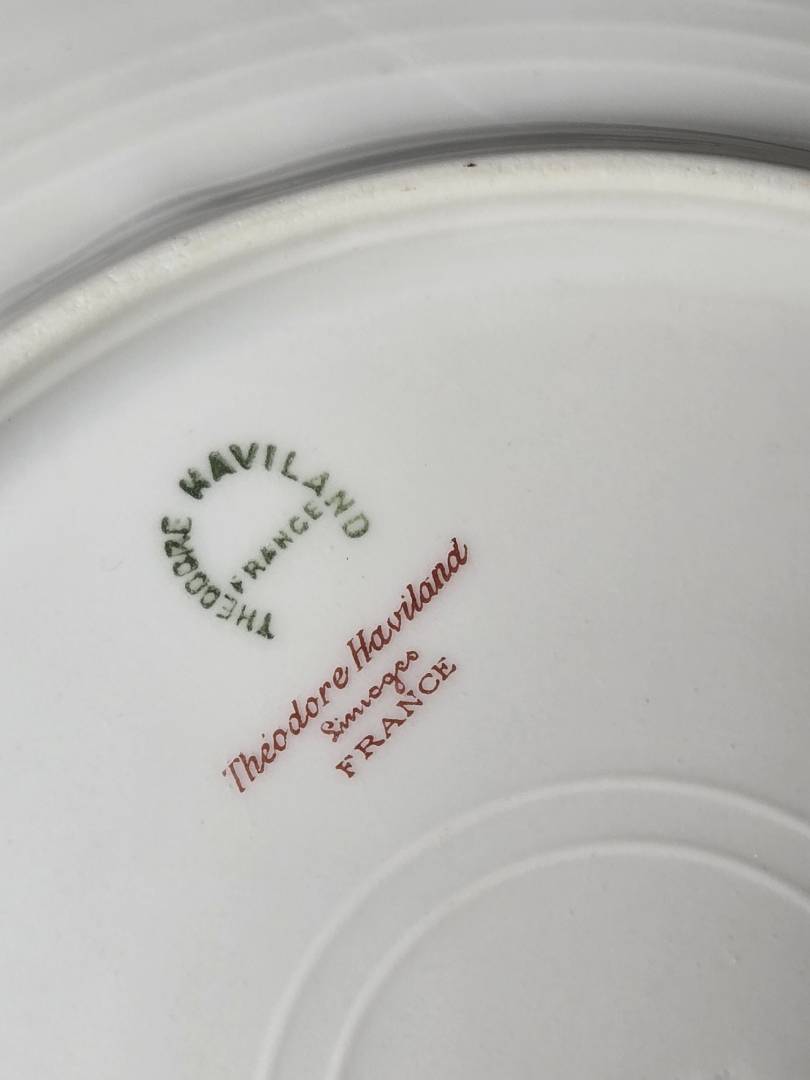 THEODORE HAVILAND
FRANCE
Théodore Haviland
Limoges
FRANCE